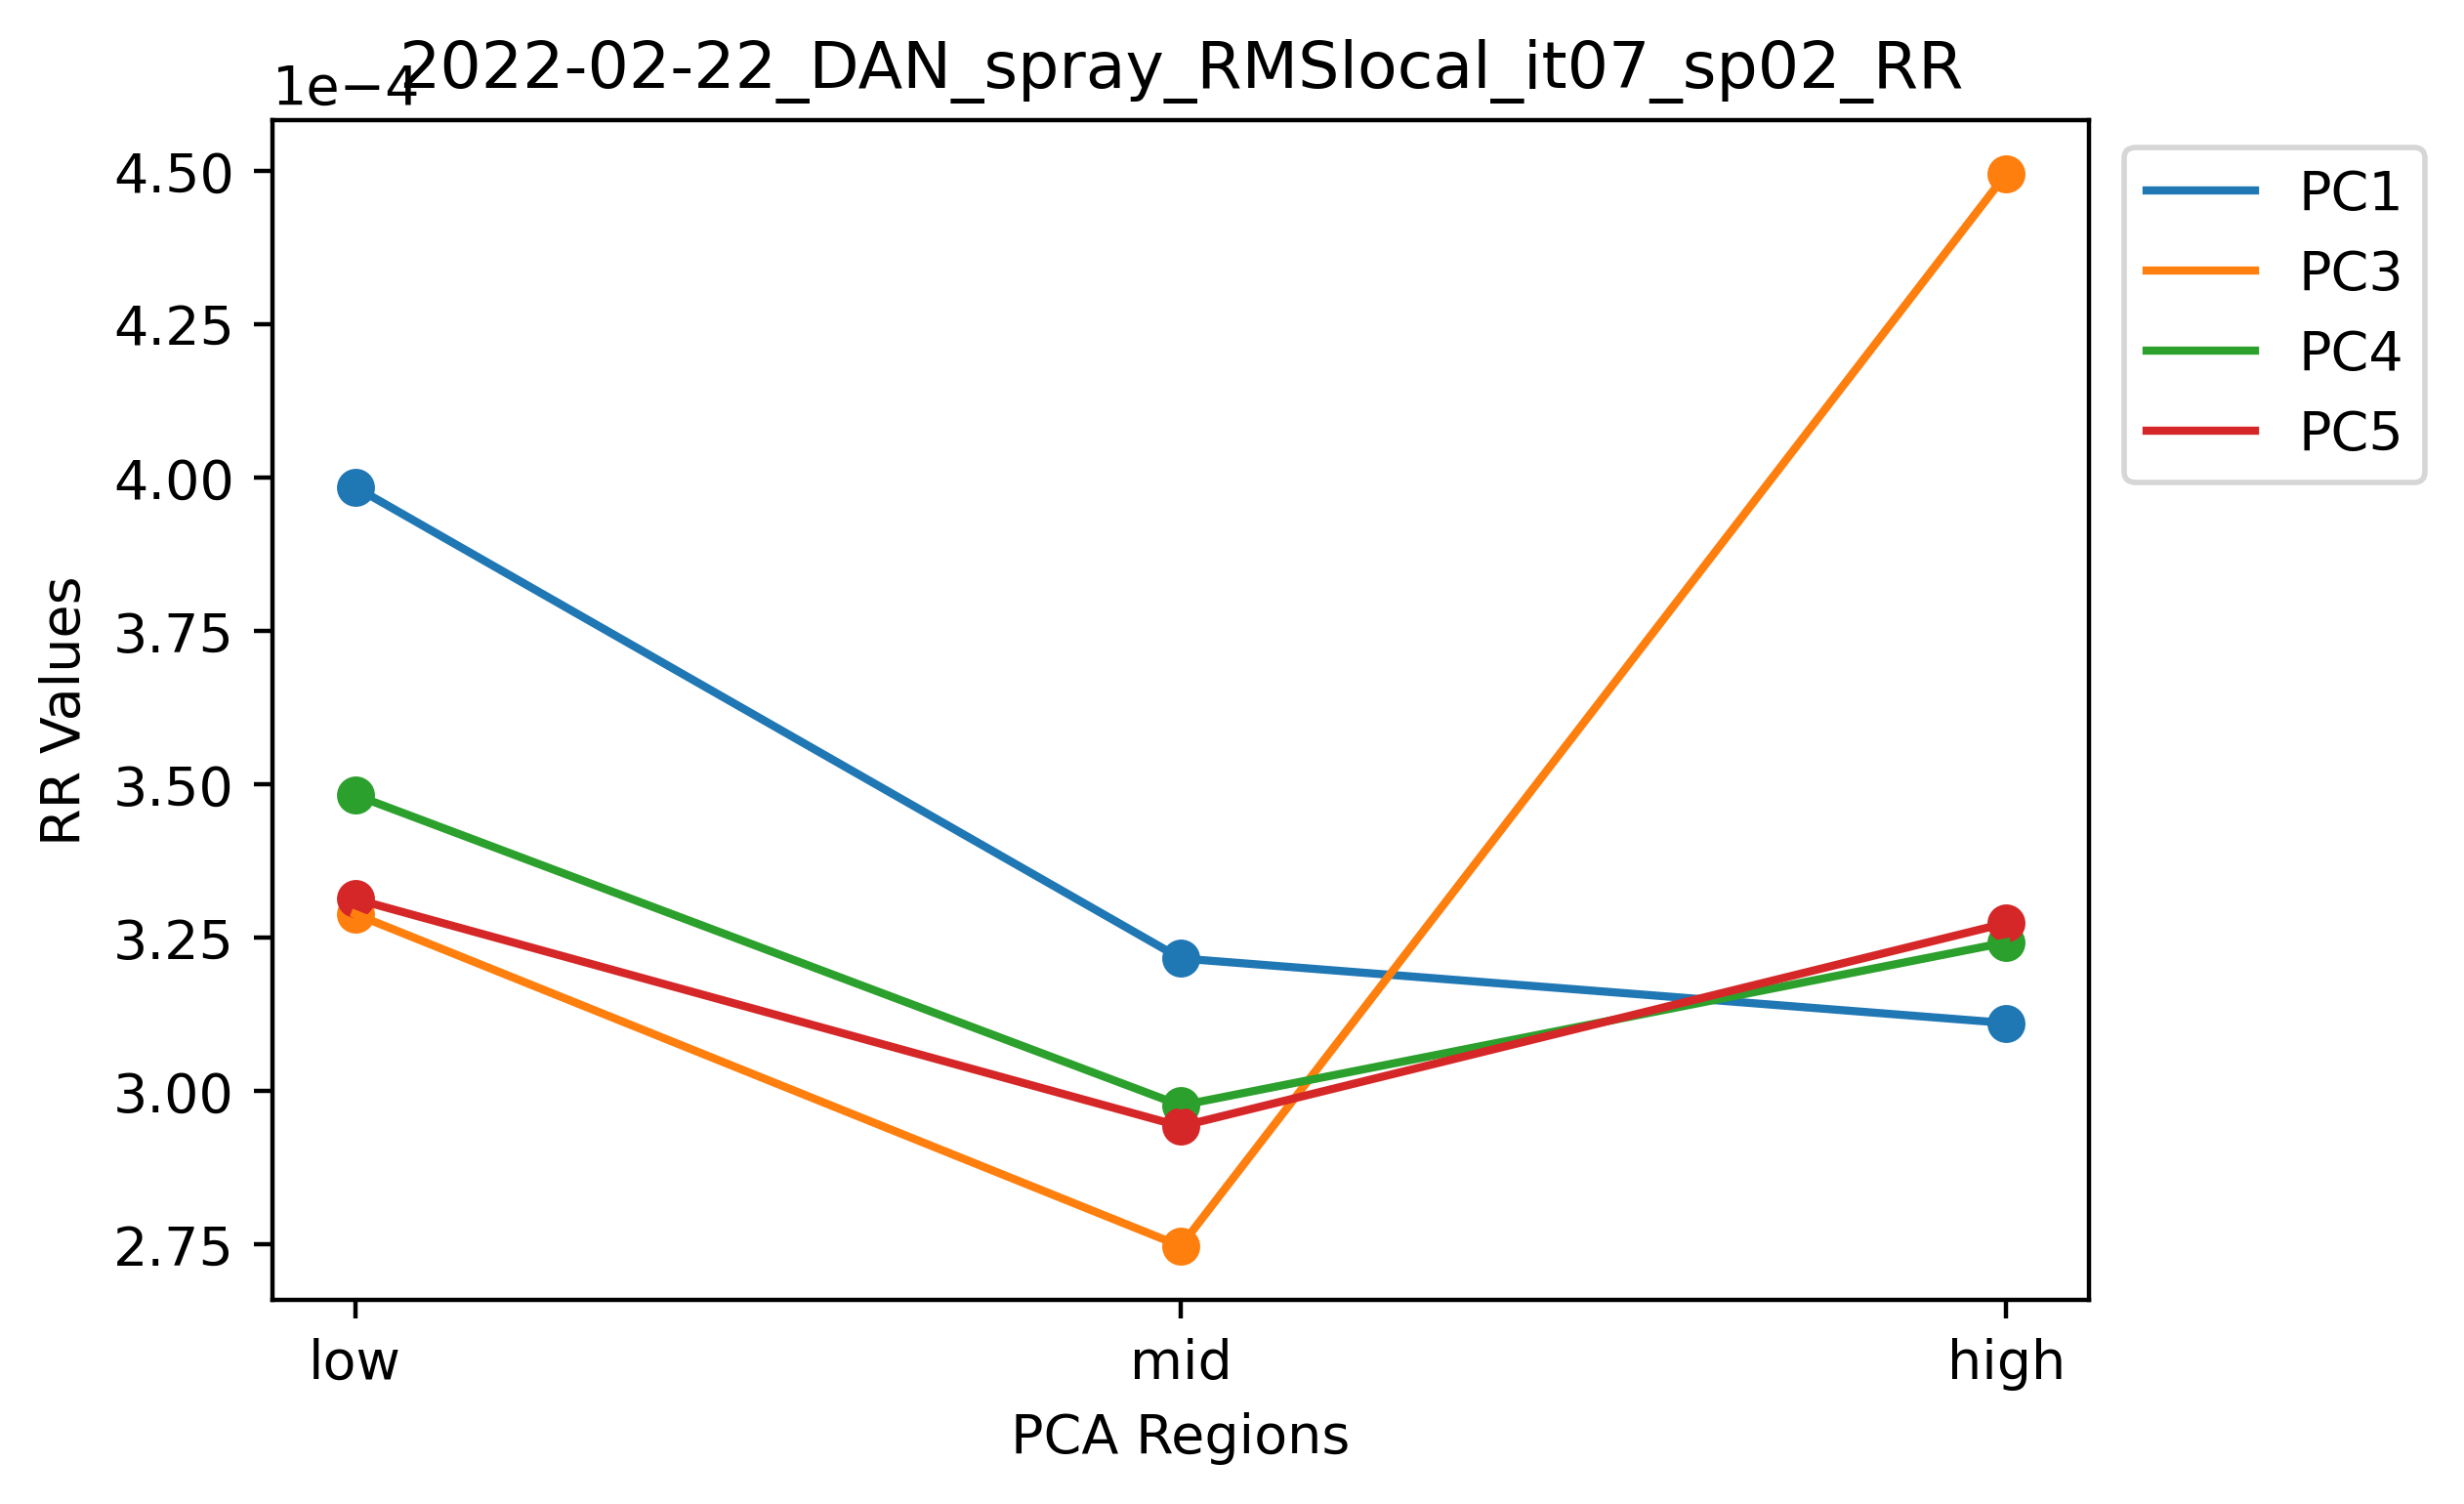 2022-02-22_DAN_spray_RMSlocal_it07_sp02_RR
1e−4
4.50
4.25
4.00
3.75
3.50
3.25
3.00
2.75
RR Values
low
mid
high
PCA Regions
PC1
PC3
PC4
PC5